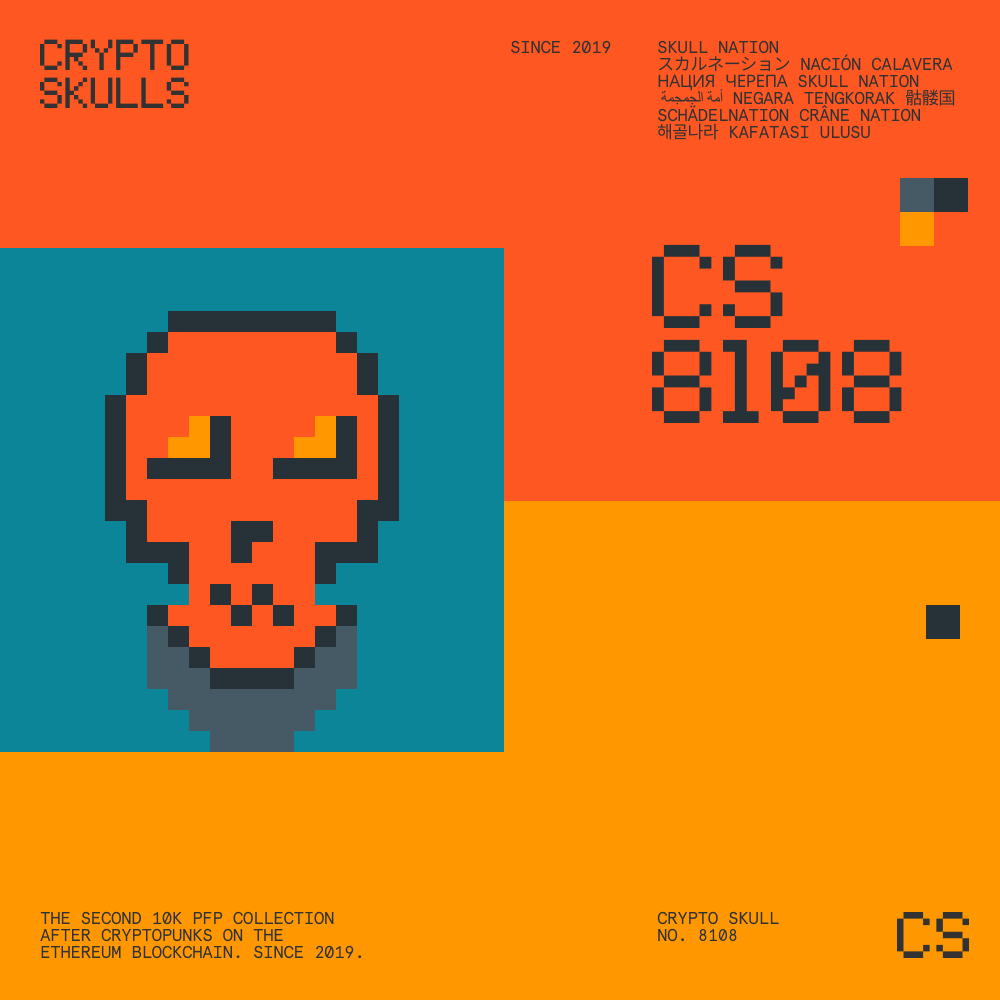 CRYPTO
SKULLS
SINCE 2019
SKULL NATION
スカルネーション NACIÓN CALAVERA
НАЦИЯ ЧЕРЕПА SKULL NATION
أمة الجمجمة NEGARA TENGKORAK 骷髅国
SCHÄDELNATION CRÂNE NATION
해골나라 KAFATASI ULUSU
CS
8108
THE SECOND 10K PFP COLLECTION
AFTER CRYPTOPUNKS ON THE
ETHEREUM BLOCKCHAIN. SINCE 2019.
CRYPTO SKULL
NO. 8108
CS